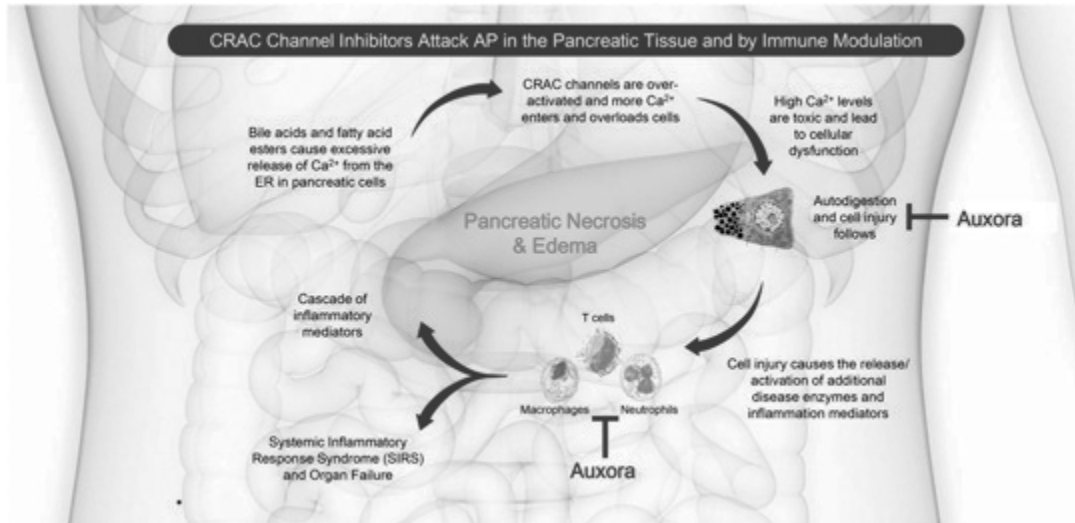 CRAC Channel Inhibitors Attack AP in the Pancreatic Tissue and by Immune Modulation
CRAC channels are over-
activated and more Ca²⁺
enters and overloads cells
High Ca²⁺ levels
are toxic and lead
to cellular
dysfunction
Bile acids and fatty acid
esters cause excessive
release of Ca²⁺ from the
ER in pancreatic cells
Autodigestion
and cell injury
follows
Auxora
Pancreatic Necrosis
& Edema
Cascade of
inflammatory
mediators
T cells
Macrophages
Neutrophils
Cell injury causes the release/
activation of additional
disease enzymes and
inflammation mediators
Systemic Inflammatory
Response Syndrome (SIRS)
and Organ Failure
Auxora